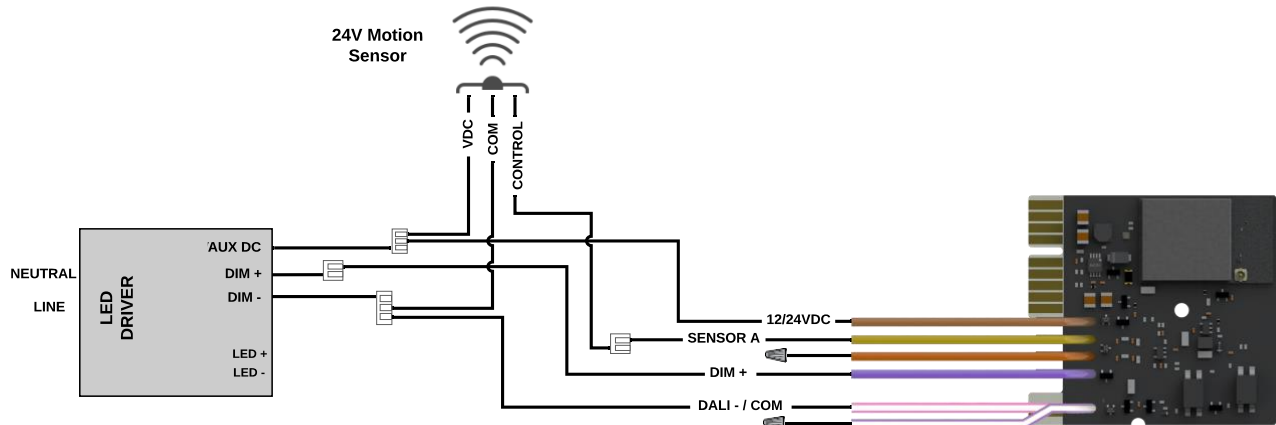 24V Motion
Sensor
VDC
COM
CONTROL
AUX DC
NEUTRAL
DIM +
LINE
DIM -
LED
DRIVER
LED +
LED -
12/24VDC
SENSOR A
DIM +
DALI - / COM